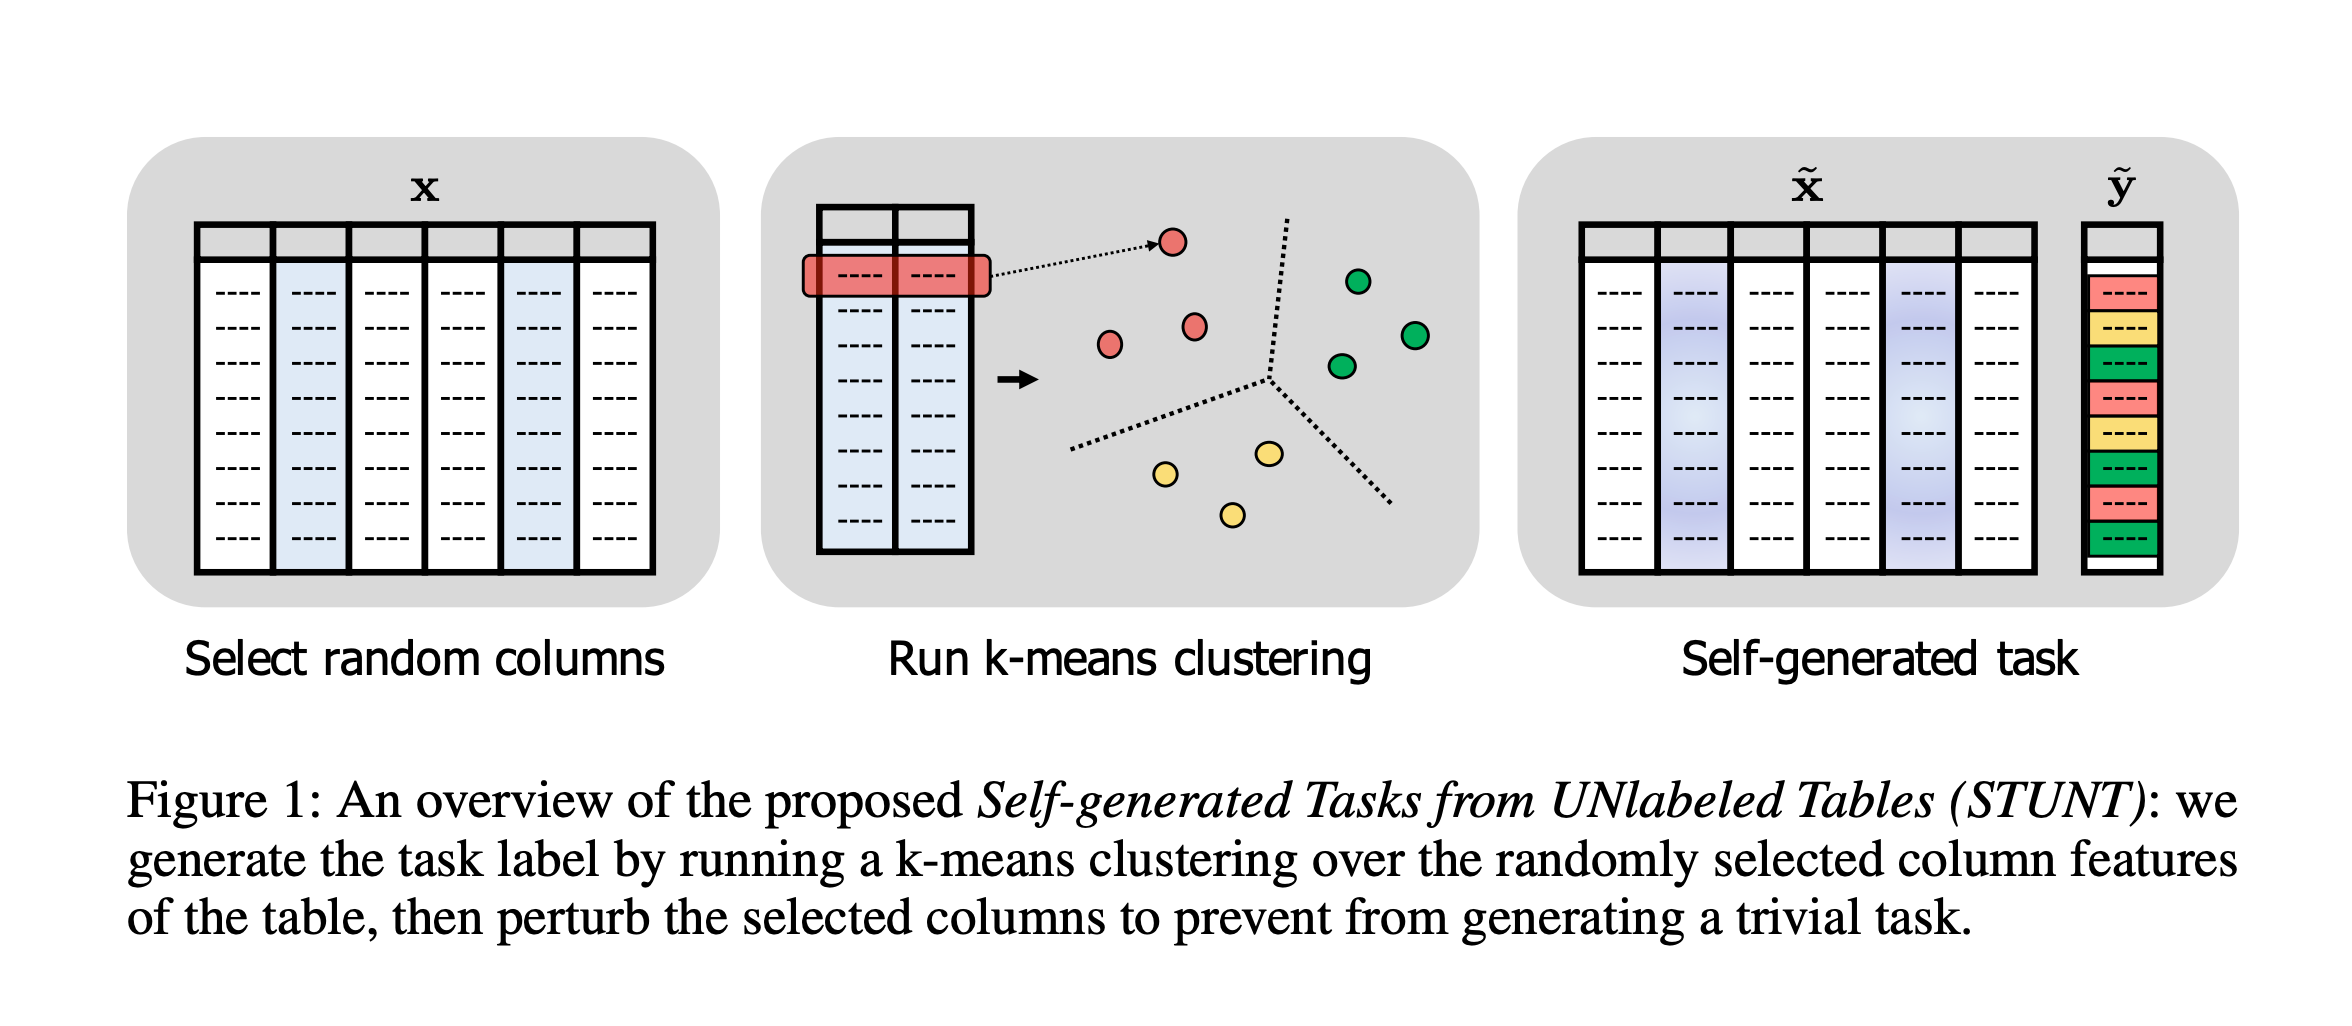 x
x̃
ỹ
Select random columns
Run k-means clustering
Self-generated task
Figure 1: An overview of the proposed Self-generated Tasks from UNlabeled Tables (STUNT): we
generate the task label by running a k-means clustering over the randomly selected column features
of the table, then perturb the selected columns to prevent from generating a trivial task.